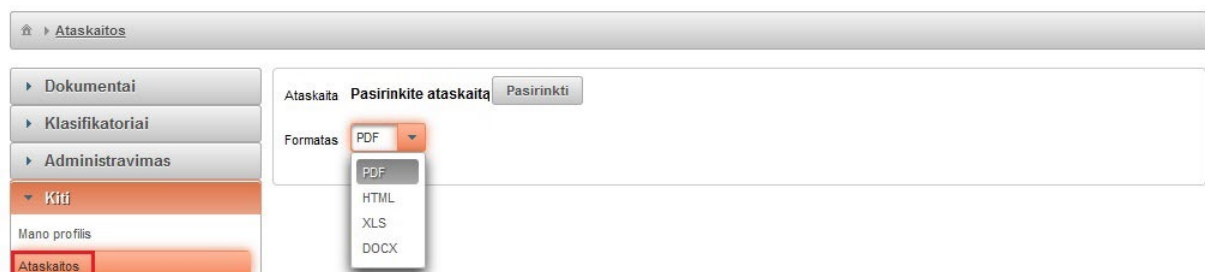 Ataskaitos
Dokumentai
Klasifikatoriai
Administravimas
Kiti
Mano profilis
Ataskaitos
Ataskaita Pasirinkite ataskaitą Pasirinkti
Formatas PDF
PDF
HTML
XLS
DOCX